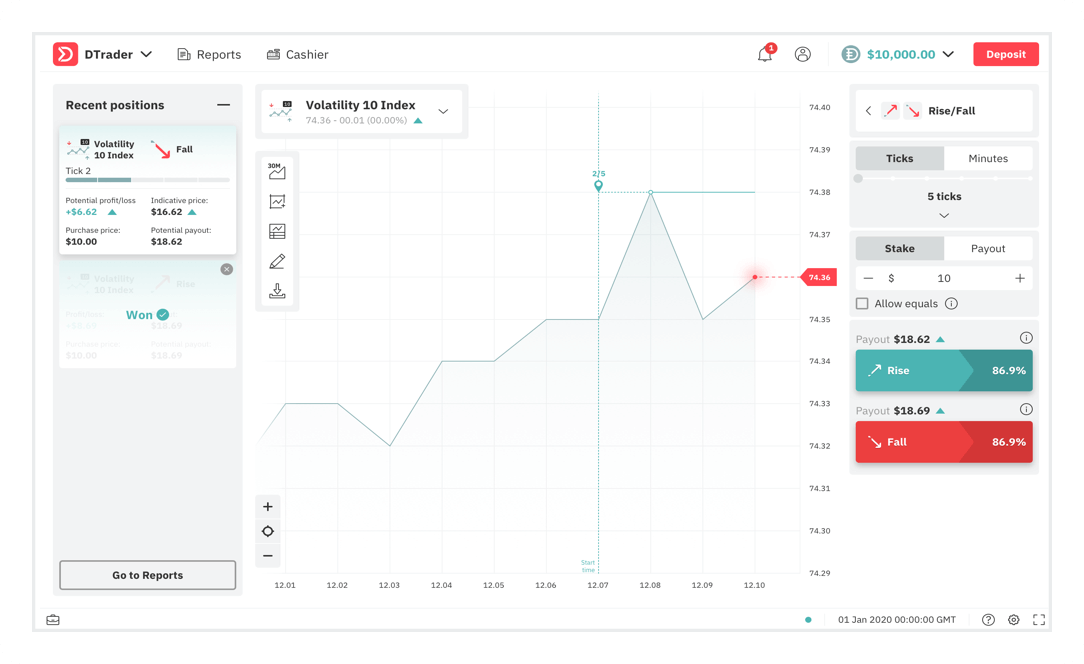 DTrader
Reports
Cashier
1
$10,000.00
Deposit
Recent positions
10
Volatility
10 Index
Fall
Tick 2
Potential profit/loss
+$6.62
Indicative price:
$16.62
Purchase price:
$10.00
Potential payout:
$18.62
Volatility
10 Index
Rise
Won
$18.69
Purchase price:
$10.00
Potential payout:
$18.69
Go to Reports
10
Volatility 10 Index
74.36 - 00.01 (00.00%)
30M
2/5
74.40
74.39
74.38
74.37
74.36
74.35
74.34
74.33
74.32
74.31
74.30
74.29
Start
time
12.01
12.02
12.03
12.04
12.05
12.06
12.07
12.08
12.09
12.10
Rise/Fall
Ticks
Minutes
5 ticks
Stake
Payout
− $ 10 +
Allow equals
Payout $18.62
Rise
86.9%
Payout $18.69
Fall
86.9%
01 Jan 2020 00:00:00 GMT